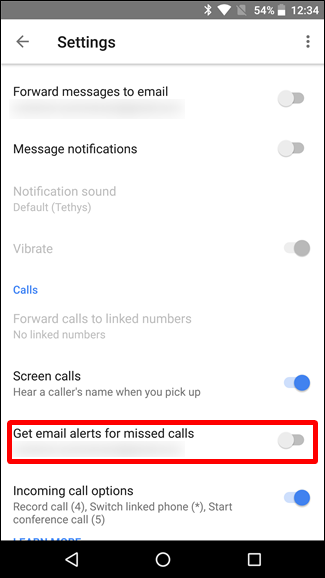 54% 12:34
Settings
Forward messages to email
Message notifications
Notification sound
Default (Tethys)
Vibrate
Calls
Forward calls to linked numbers
No linked numbers
Screen calls
Hear a caller's name when you pick up
Get email alerts for missed calls
Incoming call options
Record call (4), Switch linked phone (*), Start
conference call (5)
LEARN MORE